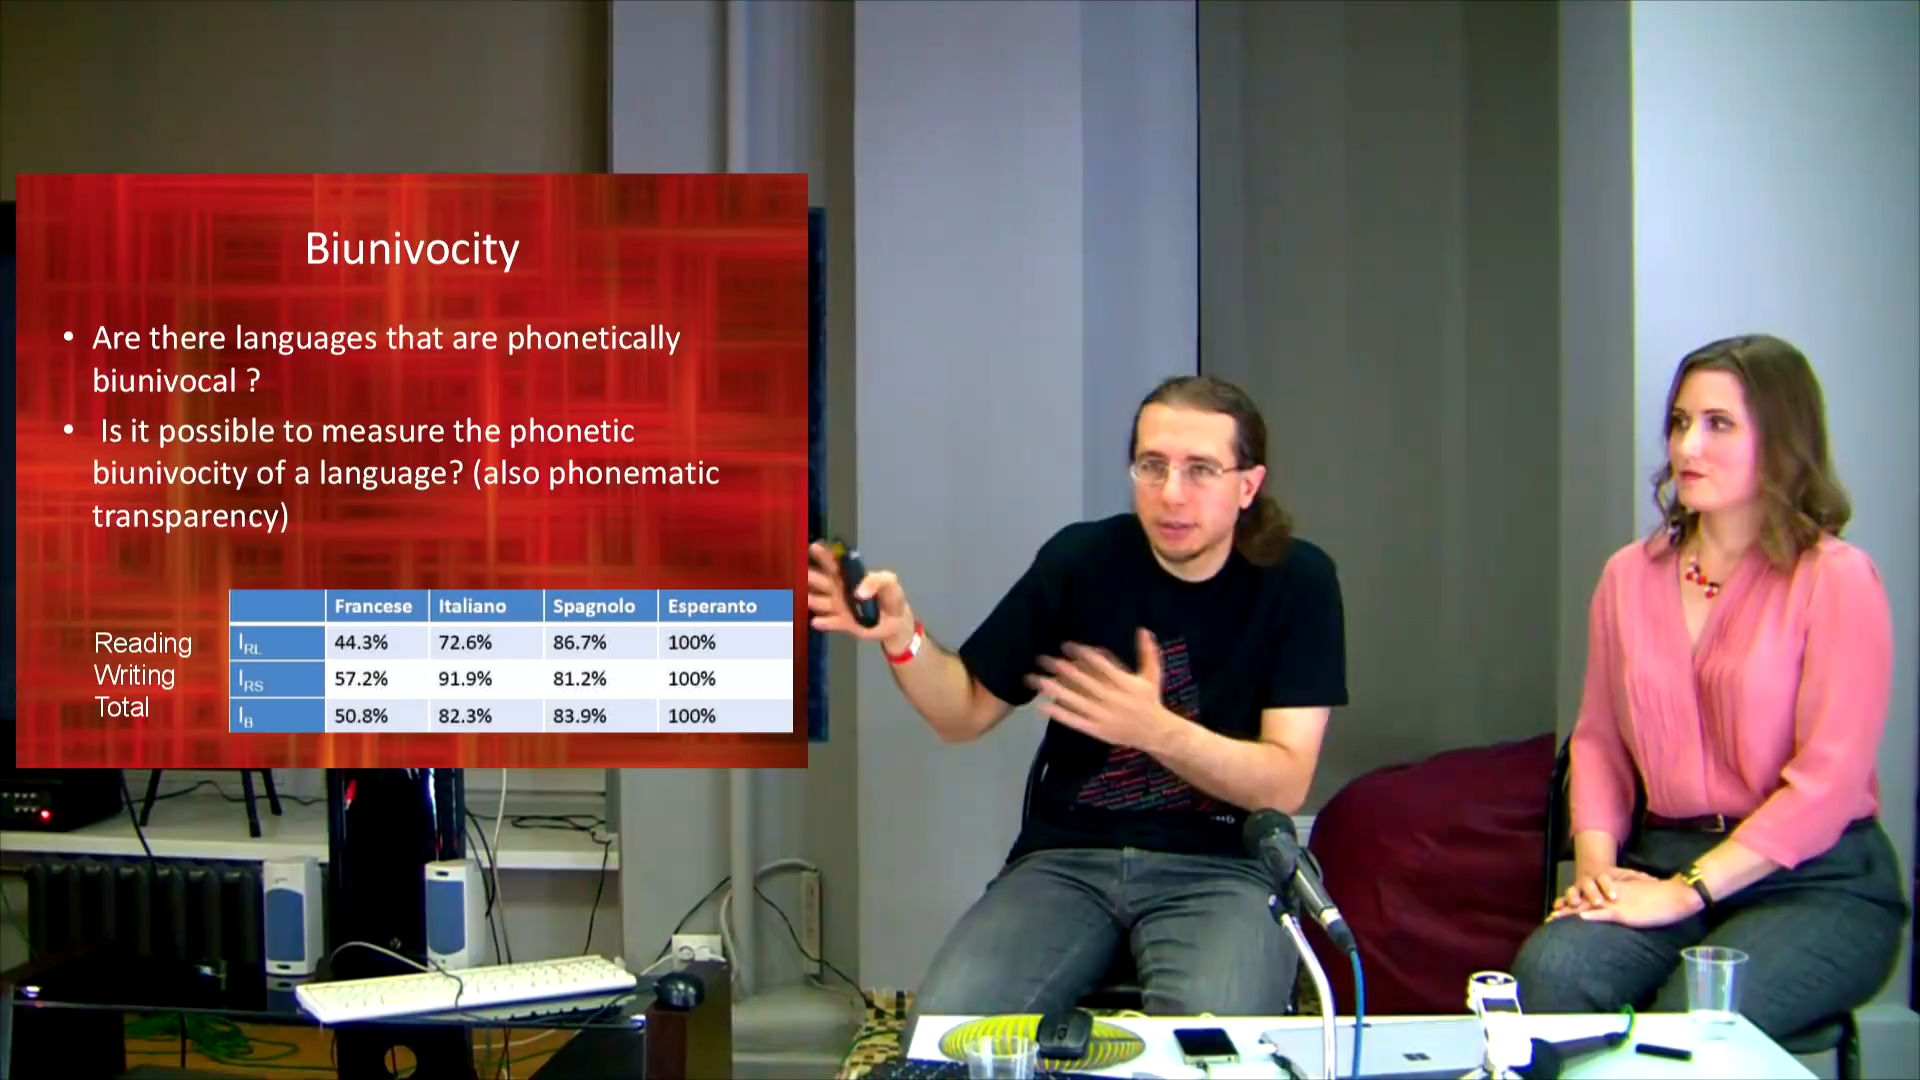 Biunivocity
• Are there languages that are phonetically
biunivocal ?
• Is it possible to measure the phonetic
biunivocity of a language? (also phonematic
transparency)
Francese Italiano Spagnolo Esperanto
Reading I_RL 44.3% 72.6% 86.7% 100%
Writing I_RS 57.2% 91.9% 81.2% 100%
Total I_B 50.8% 82.3% 83.9% 100%